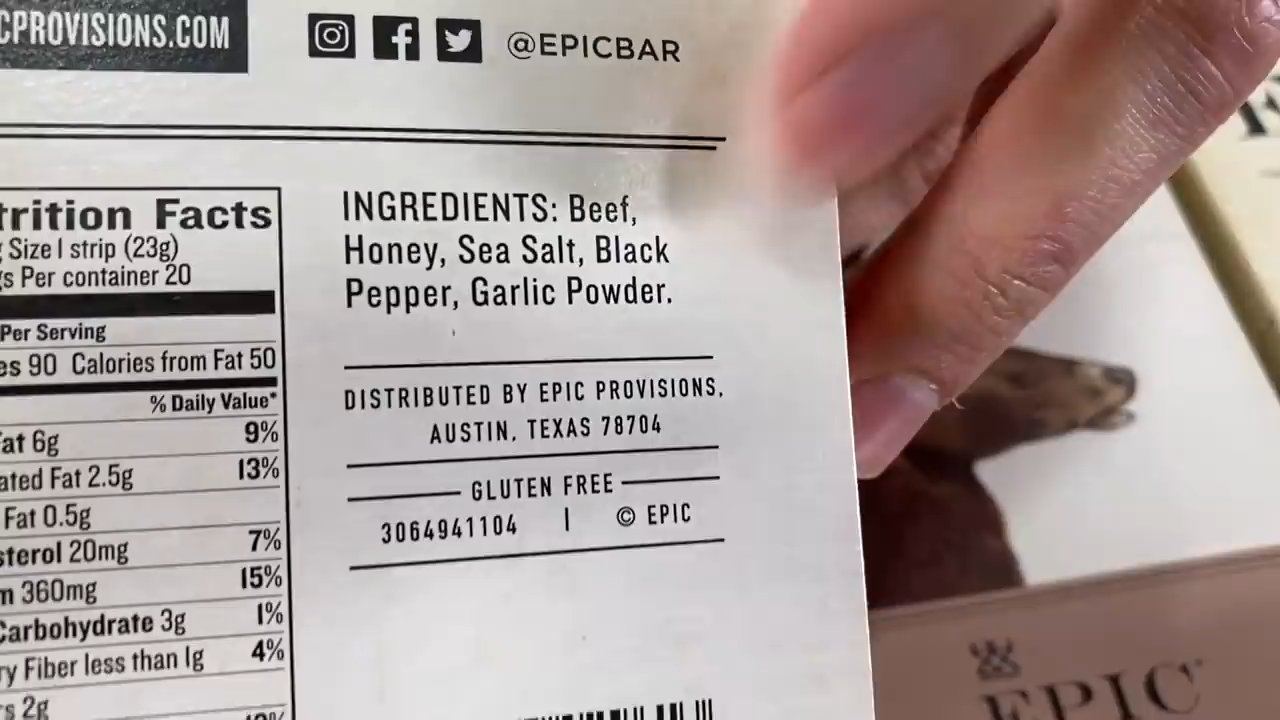 CPROVISIONS.COM
@EPICBAR
trition Facts
Size 1 strip (23g)
s Per container 20
Per Serving
es 90 Calories from Fat 50
% Daily Value*
at 6g 9%
ated Fat 2.5g 13%
Fat 0.5g
sterol 20mg 7%
m 360mg 15%
Carbohydrate 3g 1%
ry Fiber less than 1g 4%
s 2g
INGREDIENTS: Beef,
Honey, Sea Salt, Black
Pepper, Garlic Powder.
DISTRIBUTED BY EPIC PROVISIONS,
AUSTIN, TEXAS 78704
GLUTEN FREE
3064941104 | © EPIC
EPIC